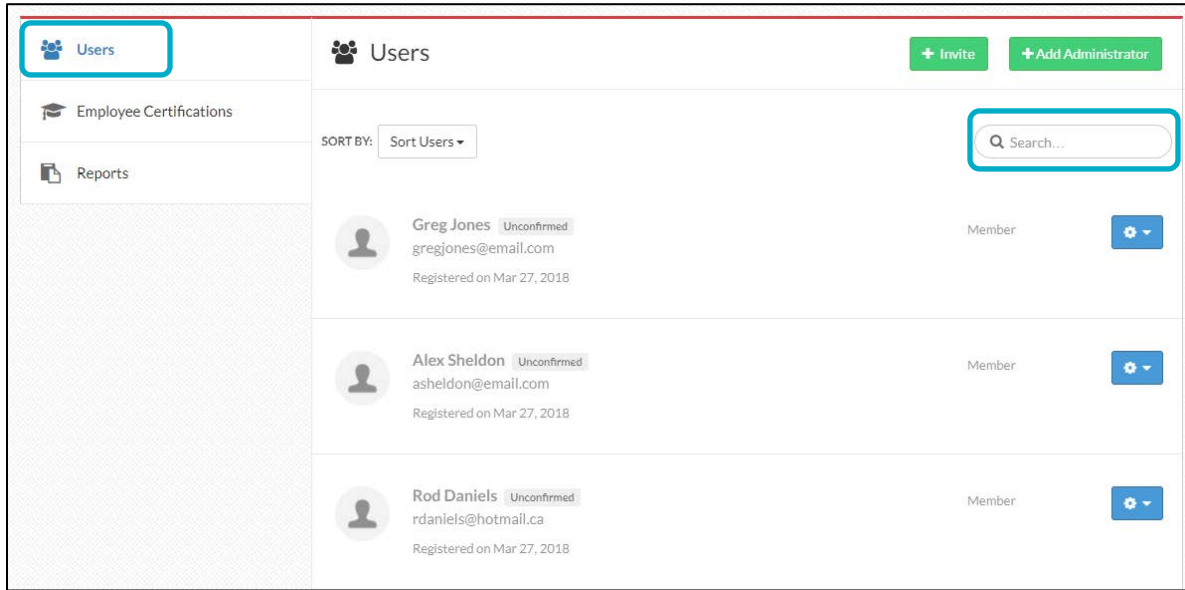 Users
Employee Certifications
Reports
Users
Invite
Add Administrator
SORT BY: Sort Users
Search...
Greg Jones Unconfirmed
gregjones@email.com
Registered on Mar 27, 2018
Member
Alex Sheldon Unconfirmed
asheldon@email.com
Registered on Mar 27, 2018
Member
Rod Daniels Unconfirmed
rdaniels@hotmail.ca
Registered on Mar 27, 2018
Member